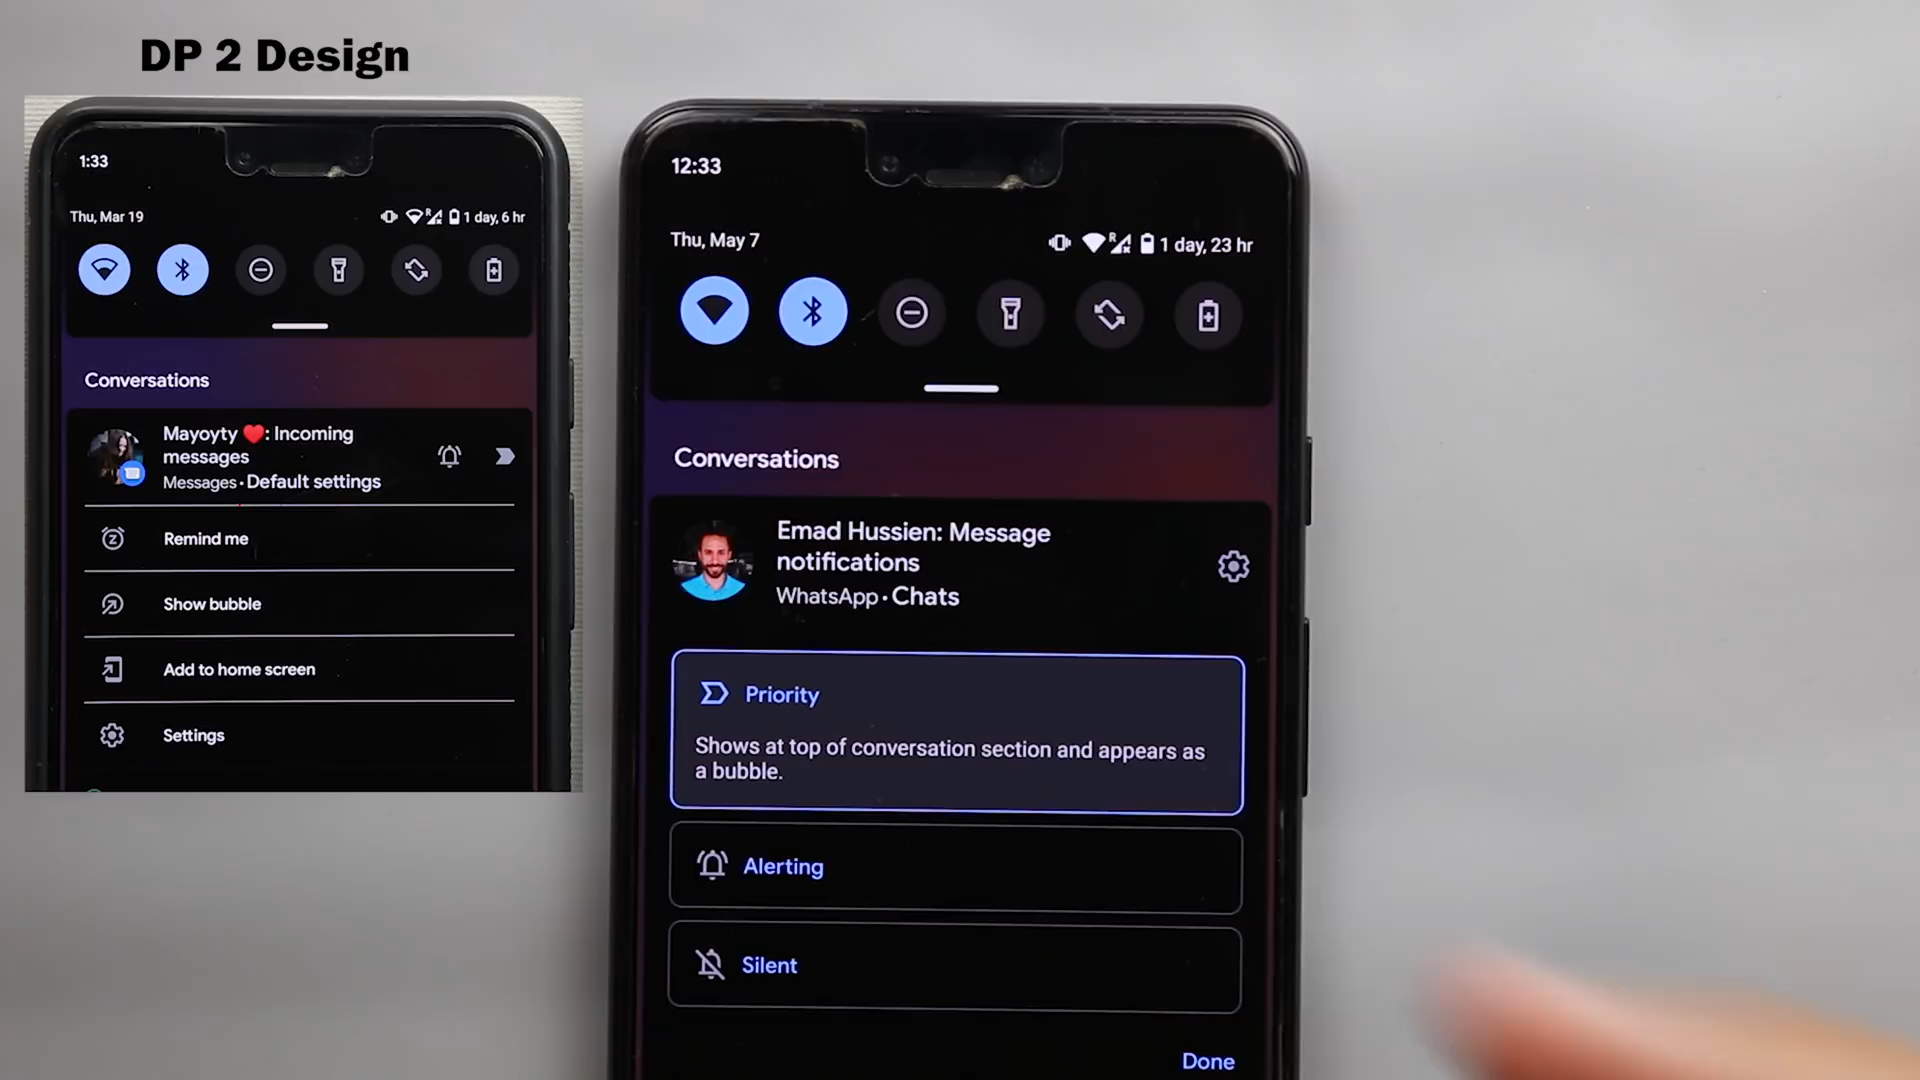 DP 2 Design
1:33
Thu, Mar 19
R
1 day, 6 hr
Conversations
Mayoyty ❤️: Incoming
messages
Messages • Default settings
Remind me
Show bubble
Add to home screen
Settings
12:33
Thu, May 7
R
1 day, 23 hr
Conversations
Emad Hussien: Message
notifications
WhatsApp • Chats
Priority
Shows at top of conversation section and appears as
a bubble.
Alerting
Silent
Done